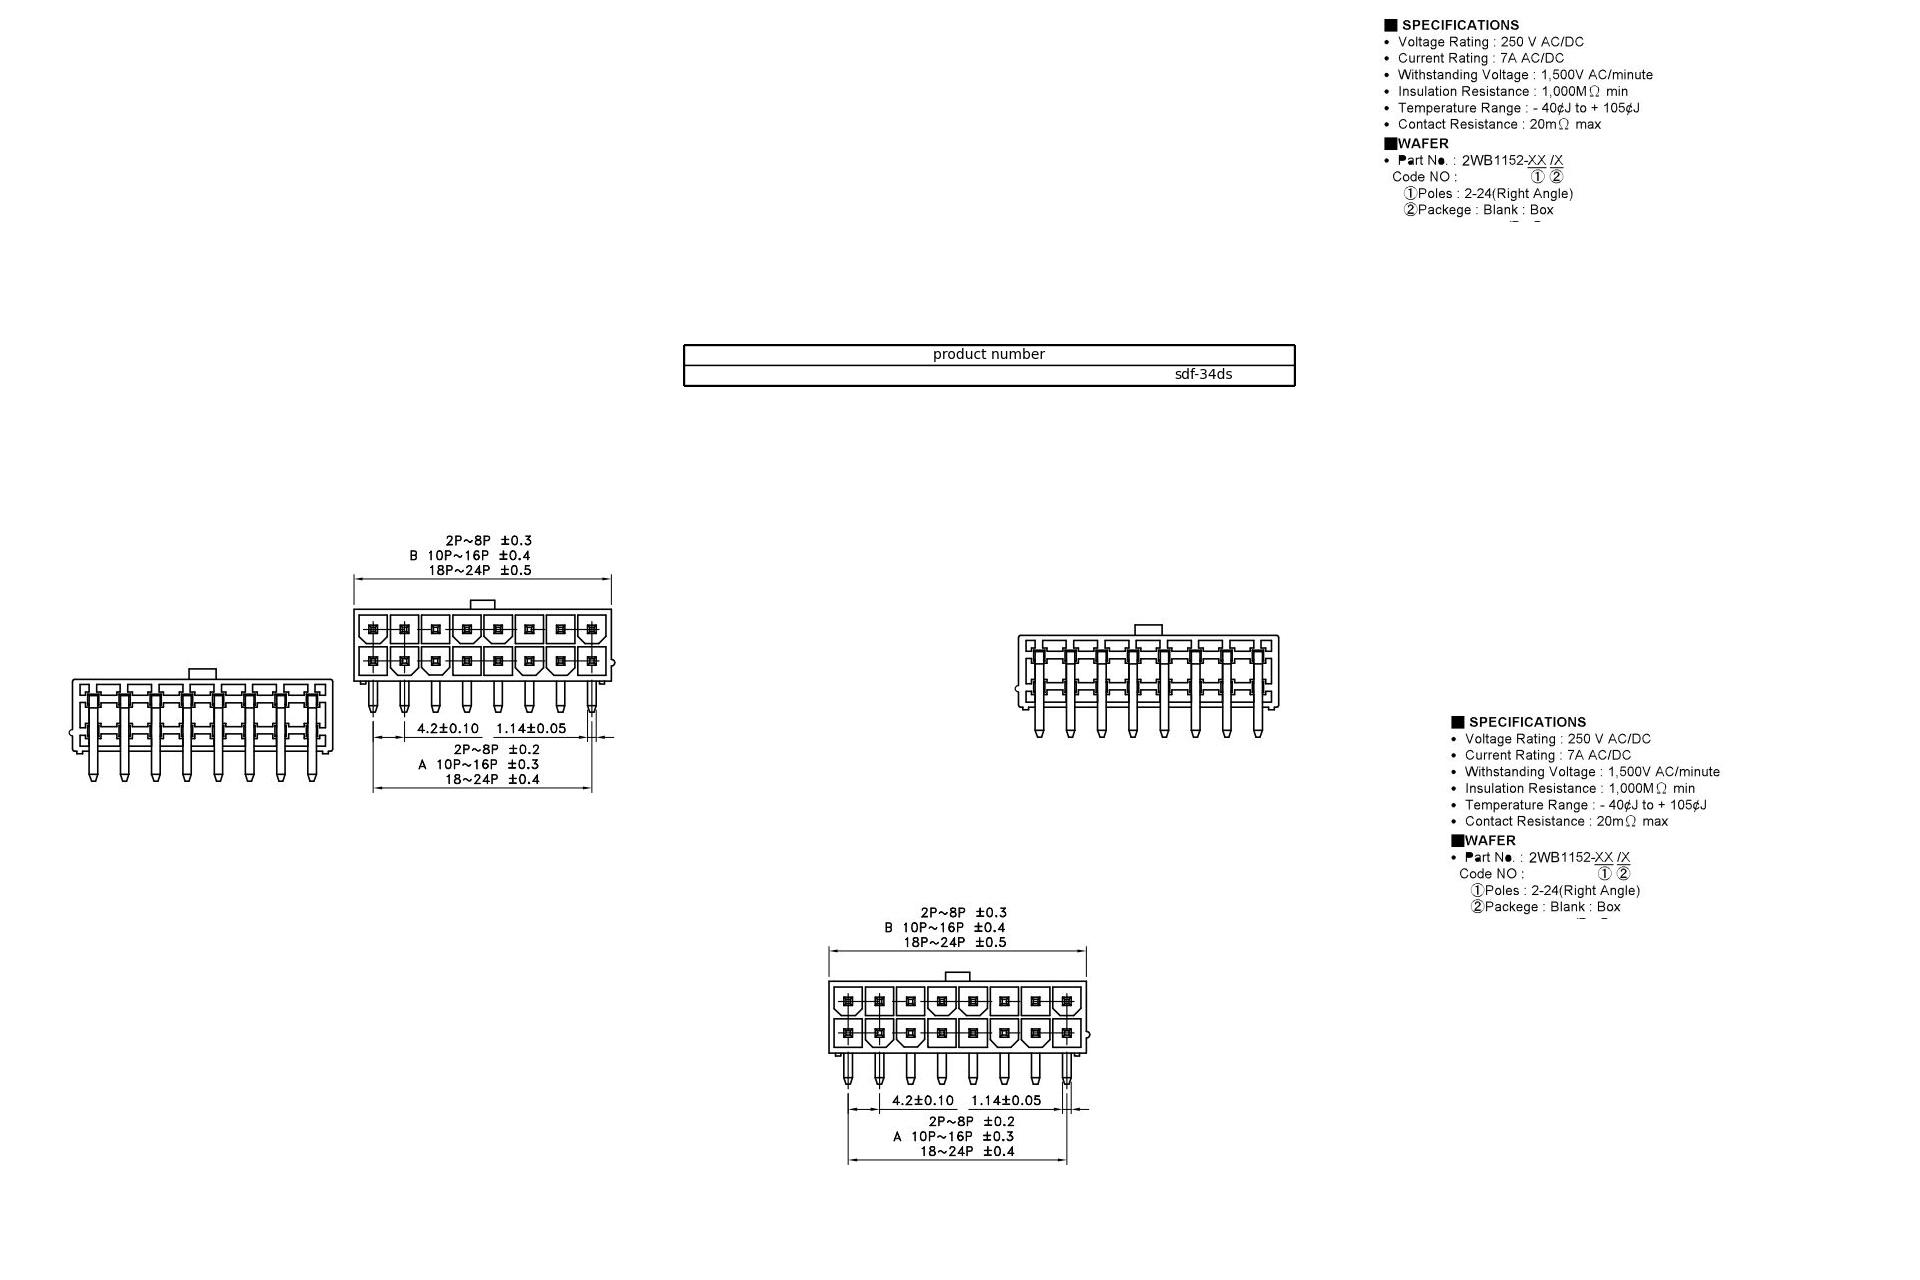 ■ SPECIFICATIONS
• Voltage Rating : 250 V AC/DC
• Current Rating : 7A AC/DC
• Withstanding Voltage : 1,500V AC/minute
• Insulation Resistance : 1,000MΩ min
• Temperature Range : - 40¢J to + 105¢J
• Contact Resistance : 20mΩ max
■WAFER
• Part No. : 2WB1152-XX /X
Code NO : ① ②
①Poles : 2-24(Right Angle)
②Packege : Blank : Box
product number
sdf-34ds
2P~8P ±0.3
B 10P~16P ±0.4
18P~24P ±0.5
4.2±0.10 1.14±0.05
2P~8P ±0.2
A 10P~16P ±0.3
18~24P ±0.4
■ SPECIFICATIONS
• Voltage Rating : 250 V AC/DC
• Current Rating : 7A AC/DC
• Withstanding Voltage : 1,500V AC/minute
• Insulation Resistance : 1,000MΩ min
• Temperature Range : - 40¢J to + 105¢J
• Contact Resistance : 20mΩ max
■WAFER
• Part No. : 2WB1152-XX /X
Code NO : ① ②
①Poles : 2-24(Right Angle)
②Packege : Blank : Box
2P~8P ±0.3
B 10P~16P ±0.4
18P~24P ±0.5
4.2±0.10 1.14±0.05
2P~8P ±0.2
A 10P~16P ±0.3
18~24P ±0.4